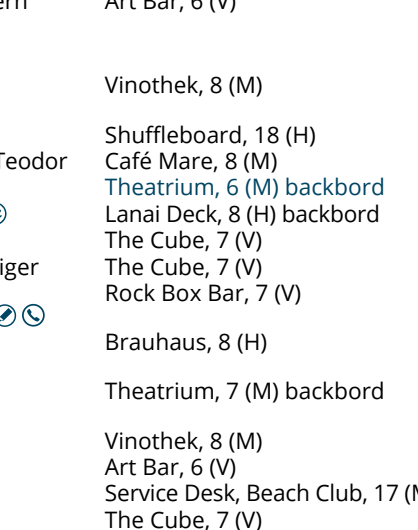 Art Bar, 6 (V)
Vinothek, 8 (M)
Shuffleboard, 18 (H)
Teodor Café Mare, 8 (M)
Theatrium, 6 (M) backbord
Lanai Deck, 8 (H) backbord
The Cube, 7 (V)
The Cube, 7 (V)
Rock Box Bar, 7 (V)
Brauhaus, 8 (H)
Theatrium, 7 (M) backbord
Vinothek, 8 (M)
Art Bar, 6 (V)
Service Desk, Beach Club, 17
The Cube, 7 (V)